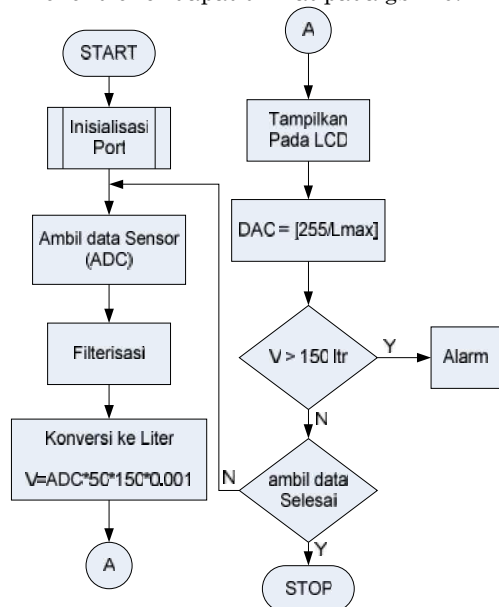 START
Inisialisasi
Port
Ambil data Sensor
(ADC)
Filterisasi
Konversi ke Liter
V=ADC*50*150*0.001
A
A
Tampilkan
Pada LCD
DAC = [255/Lmax]
V > 150 ltr
Y
Alarm
N
ambil data
Selesai
N
Y
STOP